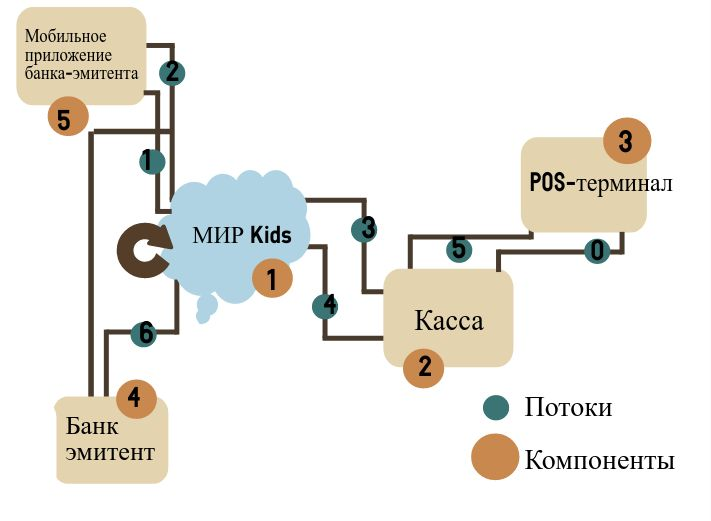 Мобильное
приложение
банка-эмитента
2
5
1
3
POS-терминал
МИР Kids
3
5
0
1
4
Касса
6
2
4
Банк
эмитент
Потоки
Компоненты